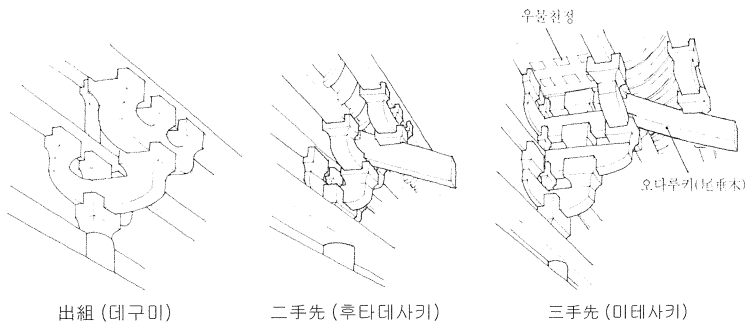 우물천정
오다루키(尾垂木)
出組 (데구미)
二手先 (후타데사키)
三手先 (미테사키)